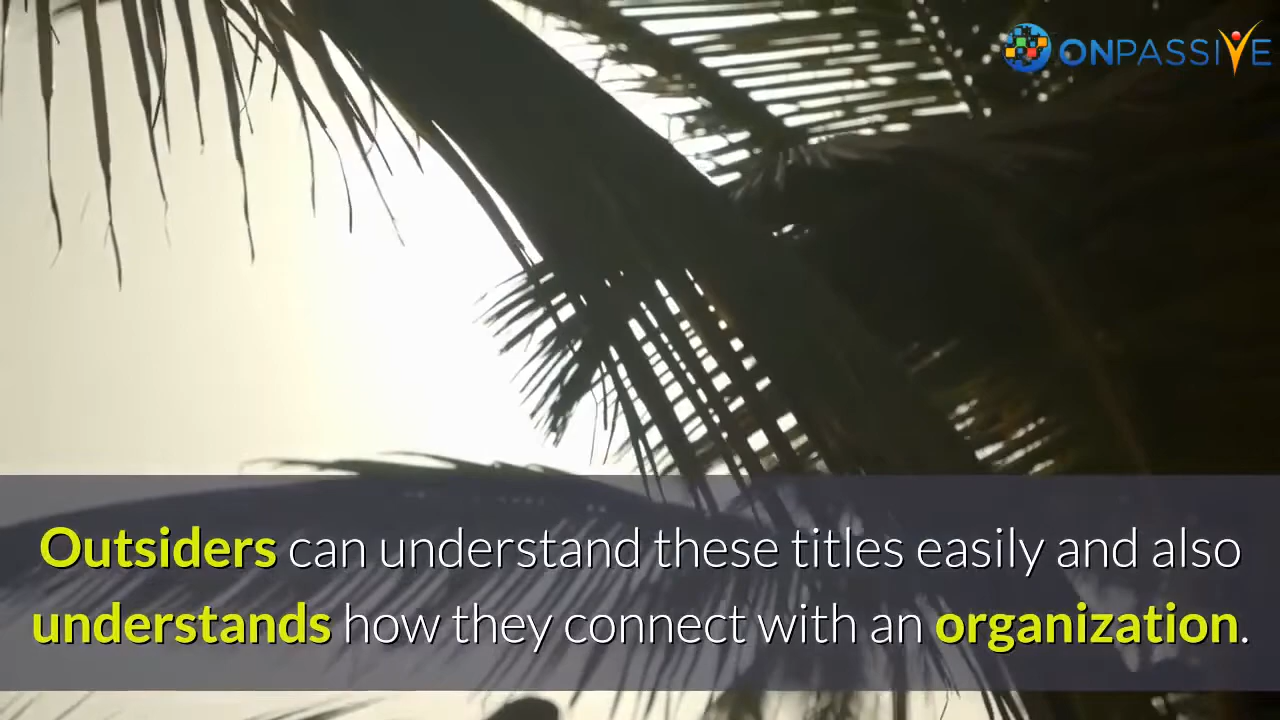 ONPASSIVE
Outsiders can understand these titles easily and also
understands how they connect with an organization.